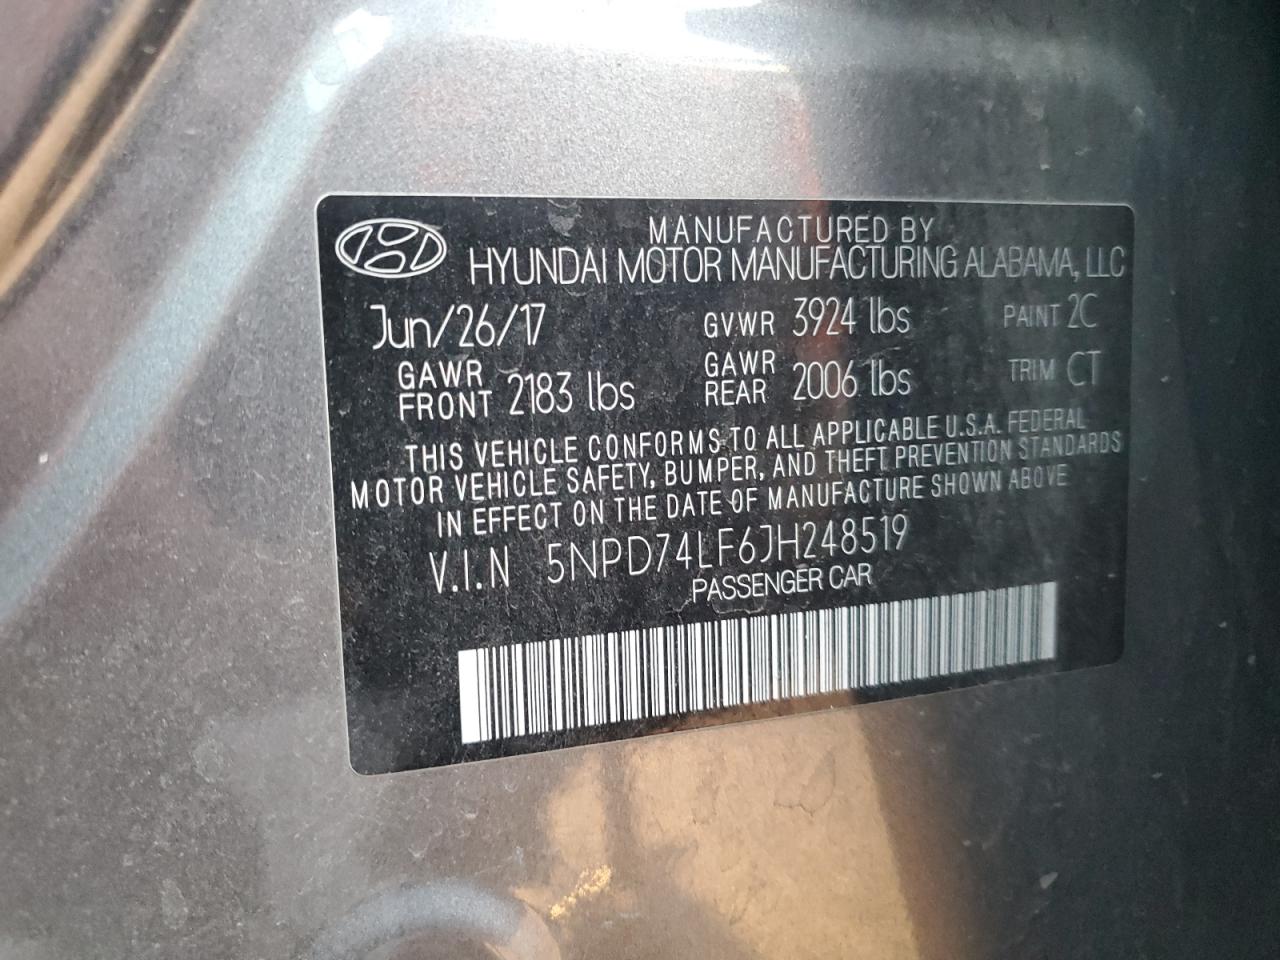 MANUFACTURED BY
HYUNDAI MOTOR MANUFACTURING ALABAMA, LLC
Jun/26/17 GVWR 3924 lbs PAINT 2C
GAWR FRONT 2183 lbs GAWR REAR 2006 lbs TRIM CT
THIS VEHICLE CONFORMS TO ALL APPLICABLE U.S.A. FEDERAL
MOTOR VEHICLE SAFETY, BUMPER, AND THEFT PREVENTION STANDARDS
IN EFFECT ON THE DATE OF MANUFACTURE SHOWN ABOVE
V.I.N 5NPD74LF6JH248519
PASSENGER CAR